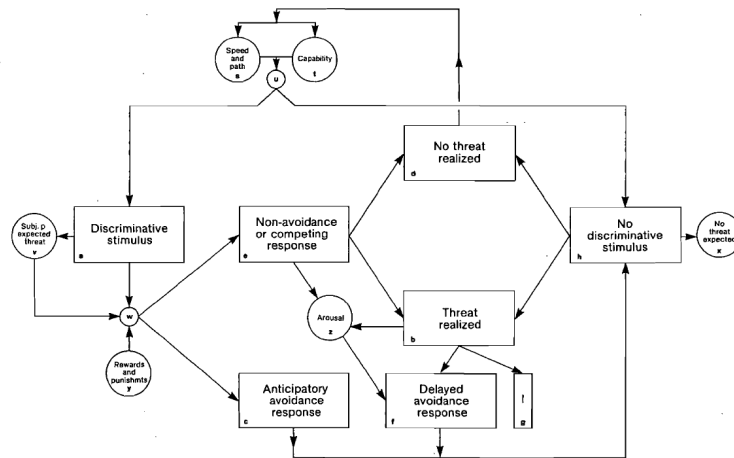 Speed
and
path
s
Capability
t
u
No threat
realized
d
Subj. p
expected
threat
v
Discriminative
stimulus
a
Non-avoidance
or competing
response
e
No
discriminative
stimulus
h
No
threat
expected
x
w
Arousal
z
Threat
realized
b
Rewards
and
punishmts
y
Anticipatory
avoidance
response
c
Delayed
avoidance
response
f
g